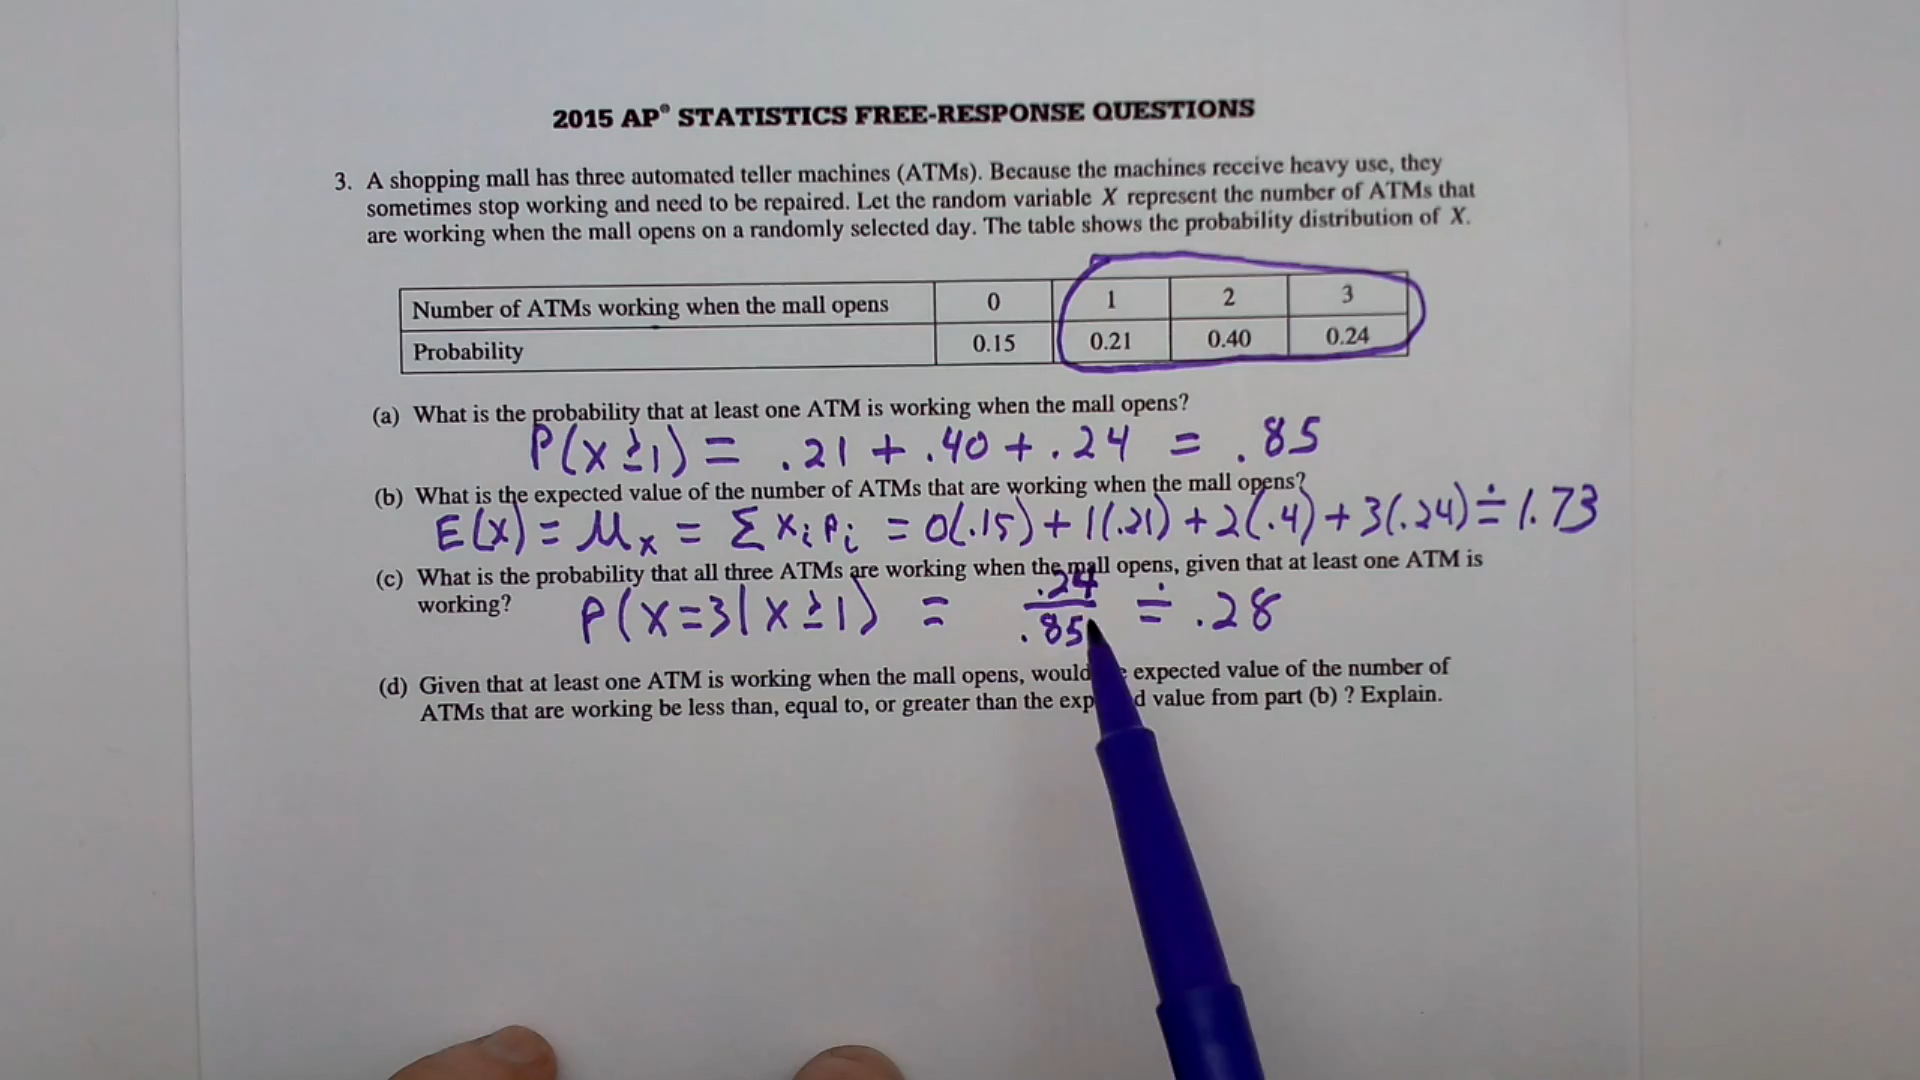 2015 AP® STATISTICS FREE-RESPONSE QUESTIONS
3. A shopping mall has three automated teller machines (ATMs). Because the machines receive heavy use, they
sometimes stop working and need to be repaired. Let the random variable X represent the number of ATMs that
are working when the mall opens on a randomly selected day. The table shows the probability distribution of X.
Number of ATMs working when the mall opens 0 1 2 3
Probability 0.15 0.21 0.40 0.24
(a) What is the probability that at least one ATM is working when the mall opens?
P(X≥1) = .21 + .40 + .24 = .85
(b) What is the expected value of the number of ATMs that are working when the mall opens?
E(X) = μx = Σ xi pi = 0(.15) + 1(.21) + 2(.4) + 3(.24) ≐ 1.73
(c) What is the probability that all three ATMs are working when the mall opens, given that at least one ATM is
working?
P(X=3|X≥1) = .24/.85 ≐ .28
(d) Given that at least one ATM is working when the mall opens, would expected value of the number of
ATMs that are working be less than, equal to, or greater than the value from part (b) ? Explain.